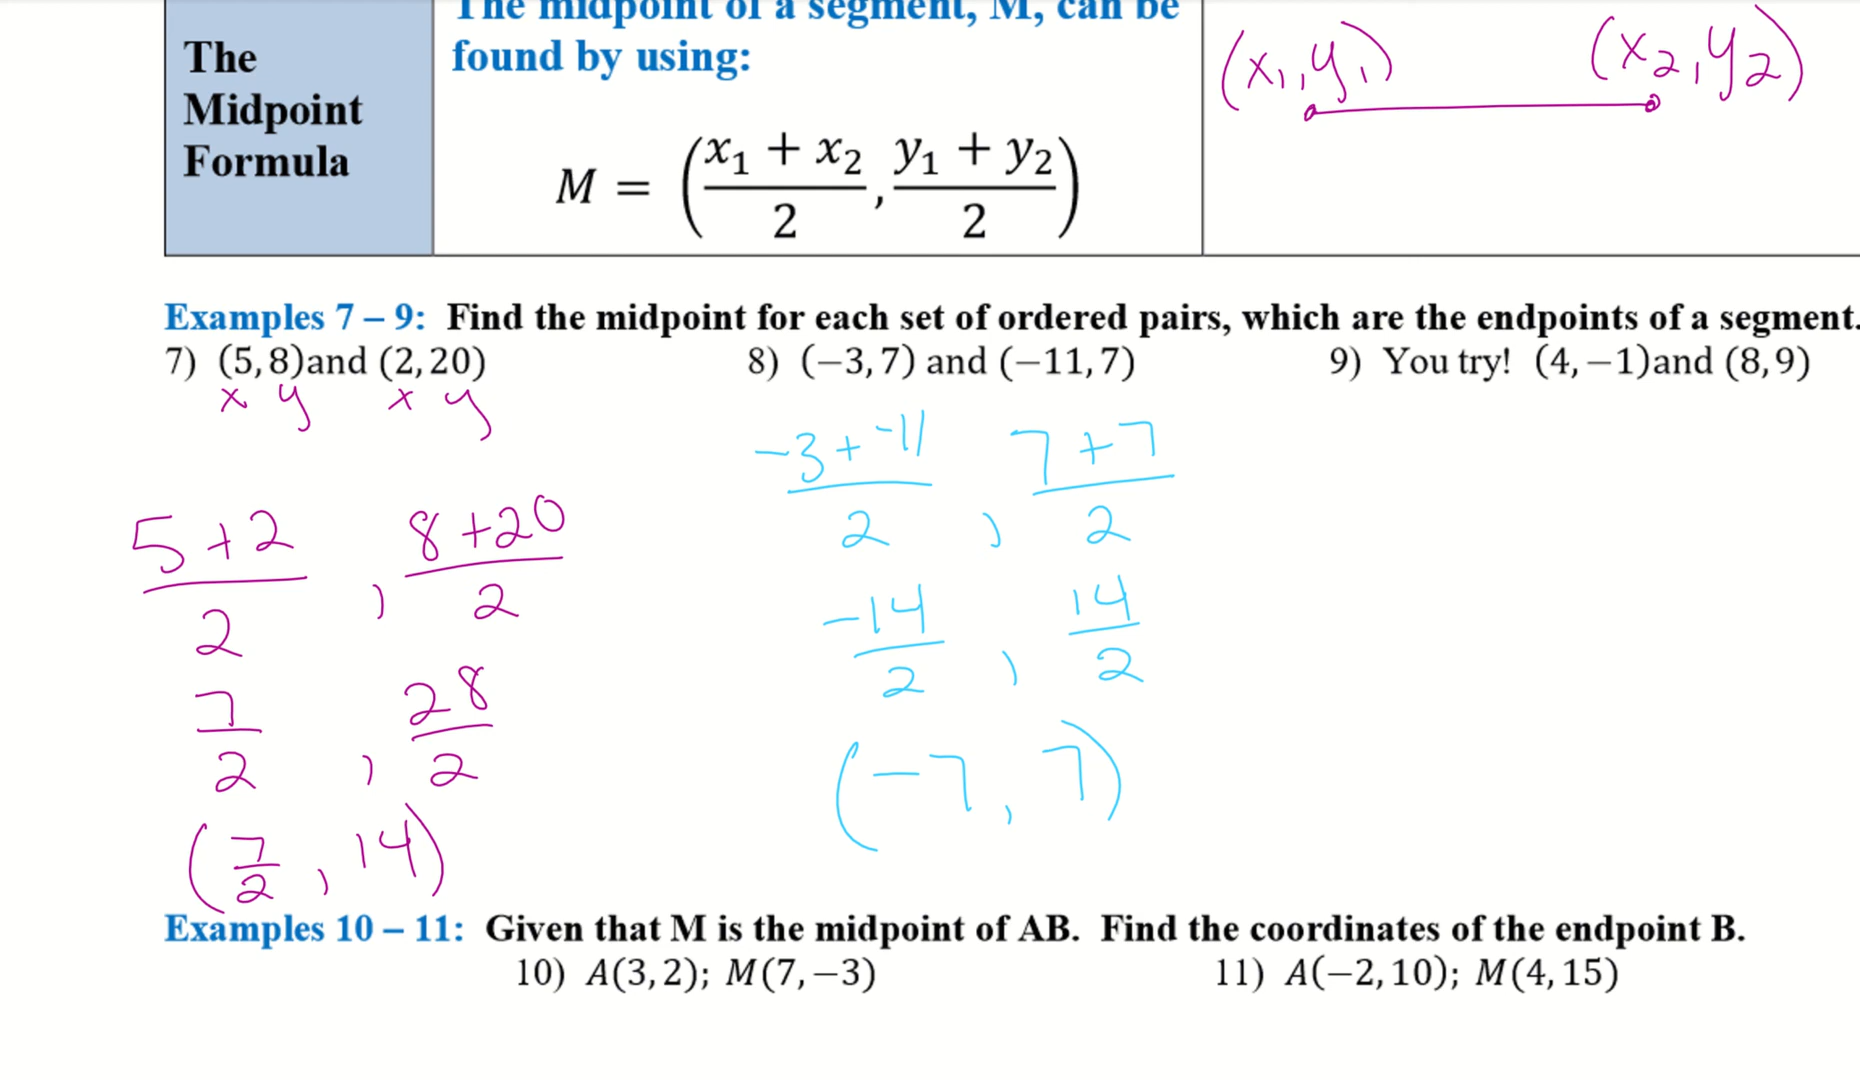 The midpoint of a segment, M, can be
found by using:
The
Midpoint
Formula
M = (x₁ + x₂ / 2, y₁ + y₂ / 2)
(x₁, y₁) (x₂, y₂)
Examples 7 – 9: Find the midpoint for each set of ordered pairs, which are the endpoints of a segment.
7) (5, 8)and (2, 20) 8) (−3, 7) and (−11, 7) 9) You try! (4, −1)and (8, 9)
x y x y
5+2 / 2 , 8+20 / 2
7 / 2 , 28 / 2
(7/2, 14)
-3+-11 / 2 , 7+7 / 2
-14 / 2 , 14 / 2
(-7, 7)
Examples 10 – 11: Given that M is the midpoint of AB. Find the coordinates of the endpoint B.
10) A(3, 2); M(7, −3) 11) A(−2, 10); M(4, 15)